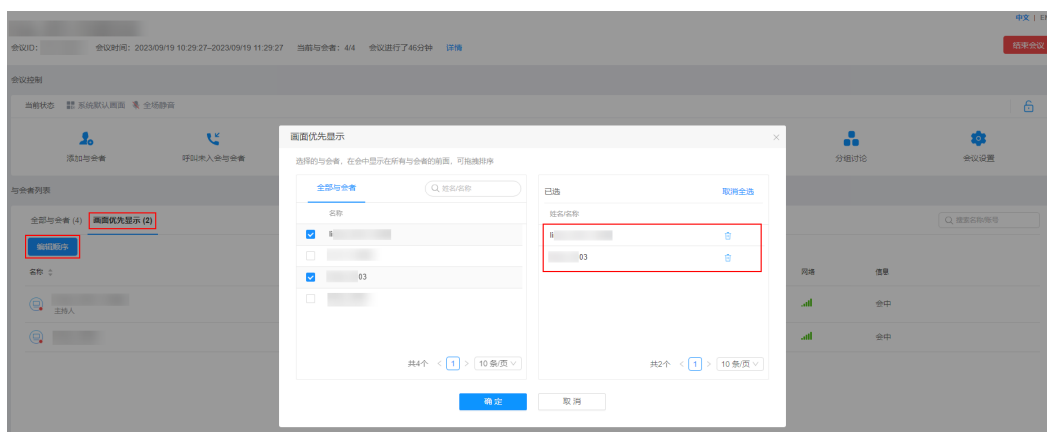 中文 | EN
会议ID: 会议时间: 2023/09/19 10:29:27–2023/09/19 11:29:27 当前与会者: 4/4 会议进行了46分钟 详情
结束会议
会议控制
当前状态 系统默认画面 全场静音
添加与会者 呼叫未入会与会者 分组讨论 会议设置
与会者列表
全部与会者 (4) 画面优先显示 (2)
搜索名称/账号
编辑顺序
名称 网络 信息
主持人 会中
会中
画面优先显示
选择的与会者, 在会中显示在所有与会者的前面, 可拖拽排序
全部与会者 姓名/名称
名称
li
03
共4个 < 1 > 10 条/页
已选 取消全选
姓名/名称
li
03
共2个 < 1 > 10 条/页
确定 取消